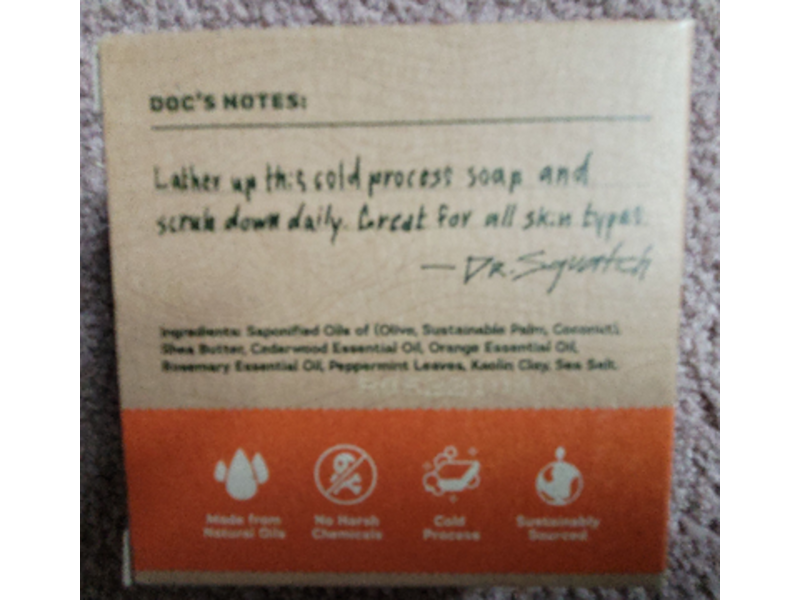 DOC'S NOTES:
Lather up this cold process soap and
scrub down daily. Great for all skin types.
— DR. Squatch
Ingredients: Saponified Oils of (Olive, Sustainable Palm, Coconut),
Shea Butter, Cedarwood Essential Oil, Orange Essential Oil,
Rosemary Essential Oil, Peppermint Leaves, Kaolin Clay, Sea Salt.
Made from
Natural Oils
No Harsh
Chemicals
Cold
Process
Sustainably
Sourced